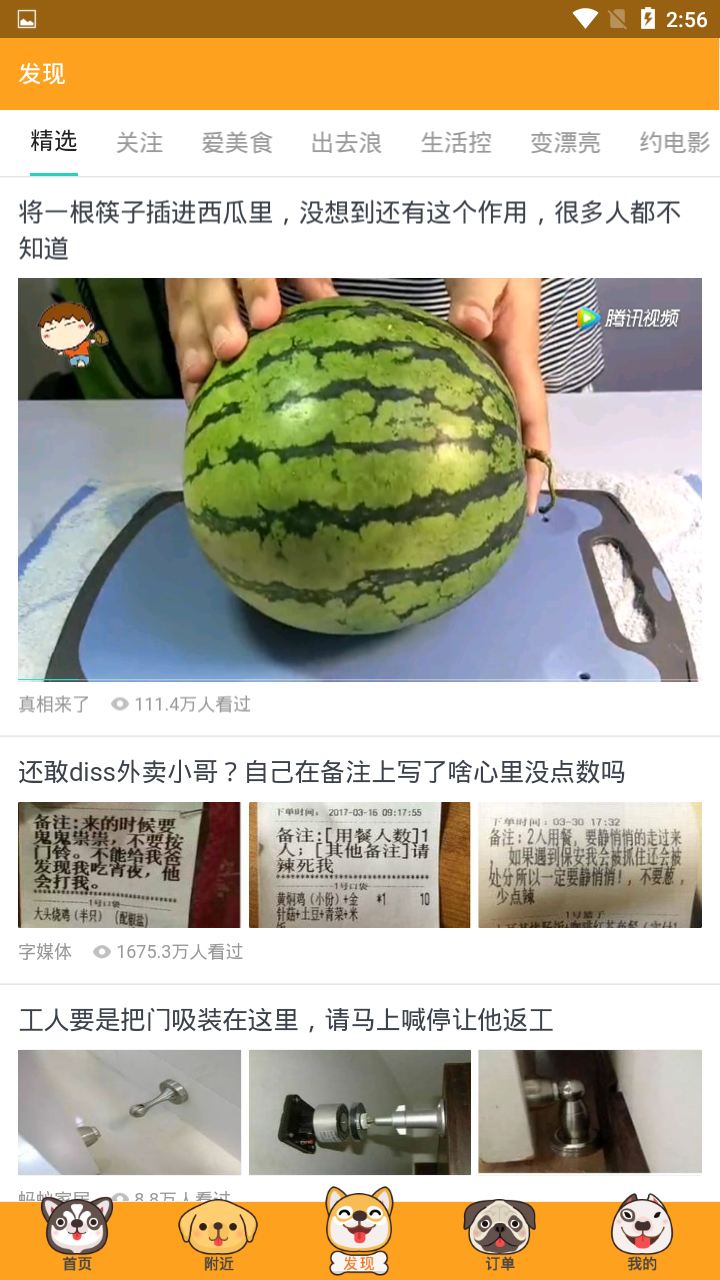 2:56
发现
精选 关注 爱美食 出去浪 生活控 变漂亮 约电影
将一根筷子插进西瓜里，没想到还有这个作用，很多人都不
知道
腾讯视频
真相来了 111.4万人看过
还敢diss外卖小哥？自己在备注上写了啥心里没点数吗
备注:来的时候要
鬼鬼祟祟，不要按
门铃。不能给我爸
发现我吃宵夜，他
会打我。
1号口袋
大头烧鸡（半只）（配椒盐）
下单时间： 2017-03-16 09:17:55
备注:[用餐人数]1
人；[其他备注]请
辣死我
1号口袋
黄焖鸡（小份）+金 *1 10
针菇+土豆+青菜+米
下单时间：03-30 17:32
备注：2人用餐，要静悄悄的走过来
，如果遇到保安我会被抓住还会被
处分所以一定要静悄悄！，不要葱，
少点辣
1号篮子
字媒体 1675.3万人看过
工人要是把门吸装在这里，请马上喊停让他返工
蚂蚁家居 8.8万人看过
首页 附近 发现 订单 我的